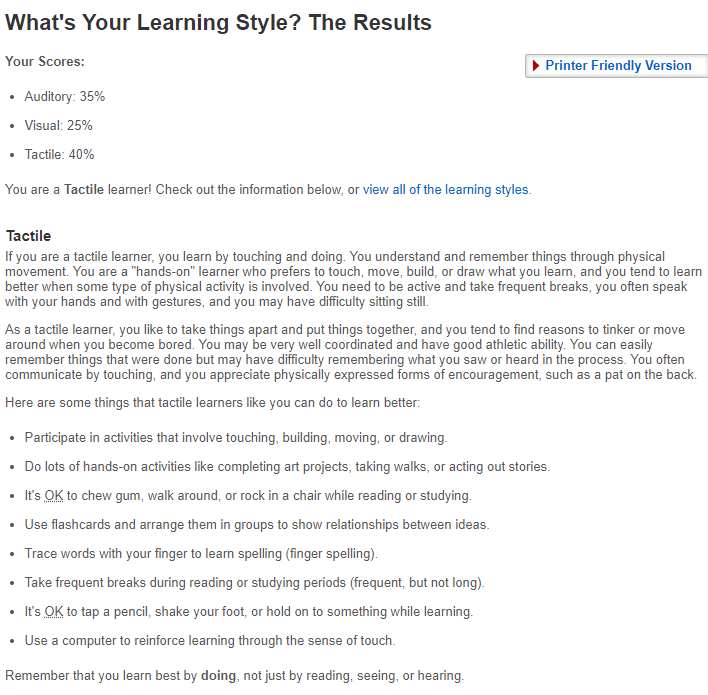 What's Your Learning Style? The Results
Your Scores:
Printer Friendly Version
Auditory: 35%
Visual: 25%
Tactile: 40%
You are a Tactile learner! Check out the information below, or view all of the learning styles.
Tactile
If you are a tactile learner, you learn by touching and doing. You understand and remember things through physical
movement. You are a "hands-on" learner who prefers to touch, move, build, or draw what you learn, and you tend to learn
better when some type of physical activity is involved. You need to be active and take frequent breaks, you often speak
with your hands and with gestures, and you may have difficulty sitting still.
As a tactile learner, you like to take things apart and put things together, and you tend to find reasons to tinker or move
around when you become bored. You may be very well coordinated and have good athletic ability. You can easily
remember things that were done but may have difficulty remembering what you saw or heard in the process. You often
communicate by touching, and you appreciate physically expressed forms of encouragement, such as a pat on the back.
Here are some things that tactile learners like you can do to learn better:
Participate in activities that involve touching, building, moving, or drawing.
Do lots of hands-on activities like completing art projects, taking walks, or acting out stories.
It's OK to chew gum, walk around, or rock in a chair while reading or studying.
Use flashcards and arrange them in groups to show relationships between ideas.
Trace words with your finger to learn spelling (finger spelling).
Take frequent breaks during reading or studying periods (frequent, but not long).
It's OK to tap a pencil, shake your foot, or hold on to something while learning.
Use a computer to reinforce learning through the sense of touch.
Remember that you learn best by doing, not just by reading, seeing, or hearing.